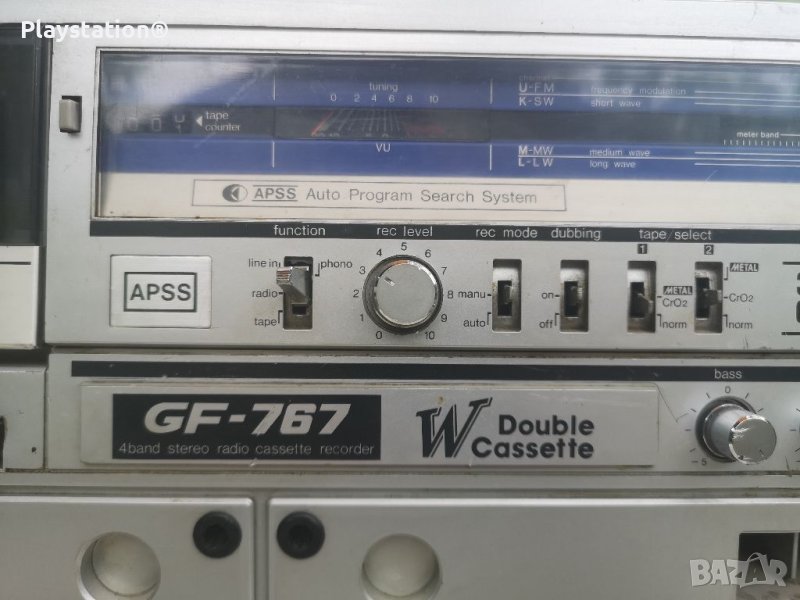 Playstation®
channel
tuning
U-FM frequency modulation
0 2 4 6 8 10
K-SW short wave
tape
counter
meter band
VU
M-MW medium wave
L-LW long wave
APSS Auto Program Search System
function rec level rec mode dubbing tape select
1 2
line in phono
radio
tape
0 1 2 3 4 5 6 7 8 9 10
manu
auto
on
off
METAL
CrO2
norm
METAL
CrO2
norm
APSS
bass
0
-5
GF-767
4band stereo radio cassette recorder
W Double
Cassette
BAZAR